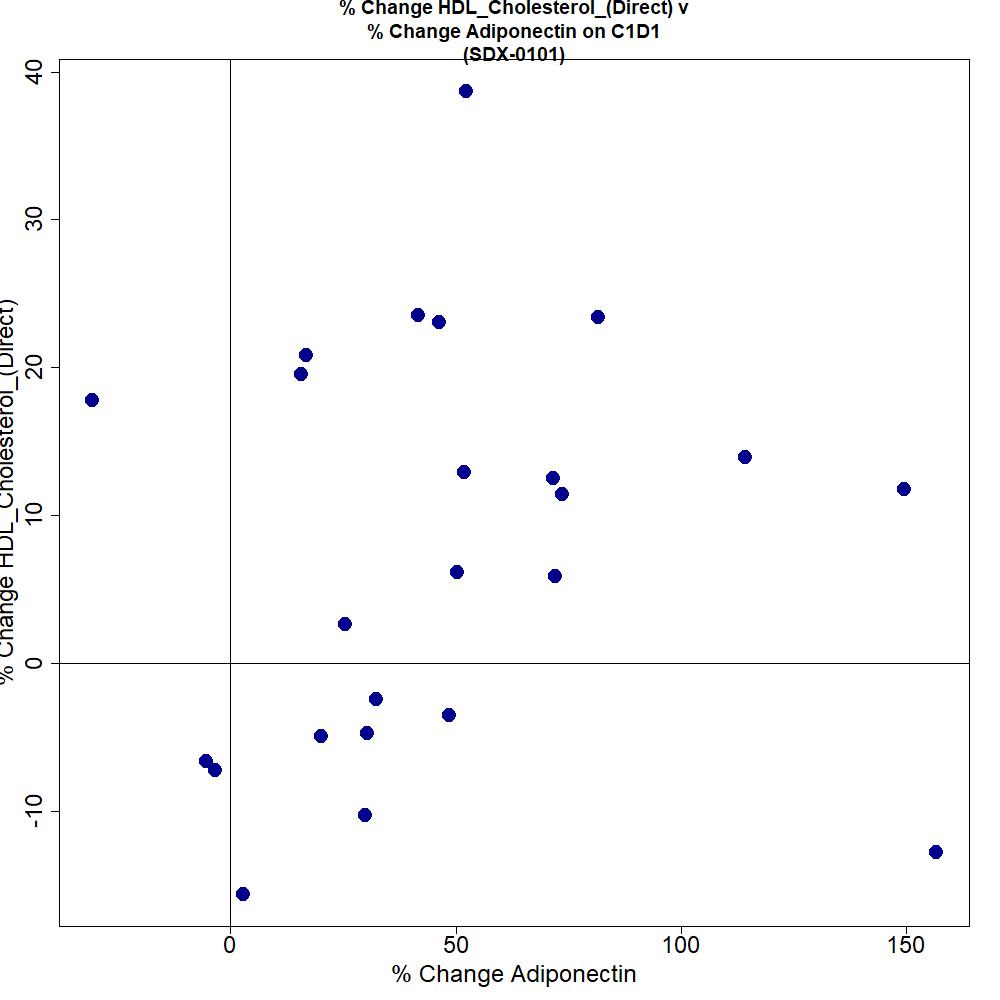 % Change HDL_Cholesterol_(Direct) v
% Change Adiponectin on C1D1
(SDX-0101)
40
30
20
10
0
-10
% Change HDL_Cholesterol_(Direct)
0
50
100
150
% Change Adiponectin